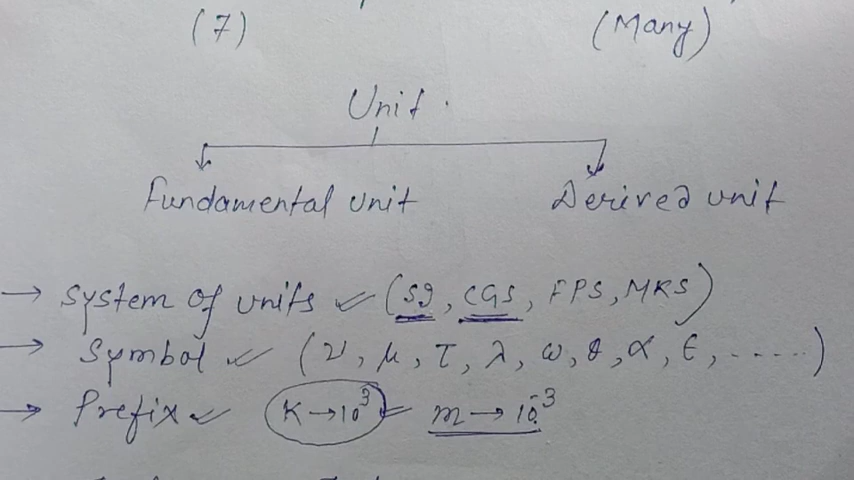 (7) (Many)
Unit
Fundamental unit Derived unit
→ System of units ✓ (SI, CGS, FPS, MKS)
→ Symbol ✓ (ν, μ, τ, λ, ω, θ, α, ε, .....)
→ Prefix ✓ K→10³ ✓ m→10⁻³